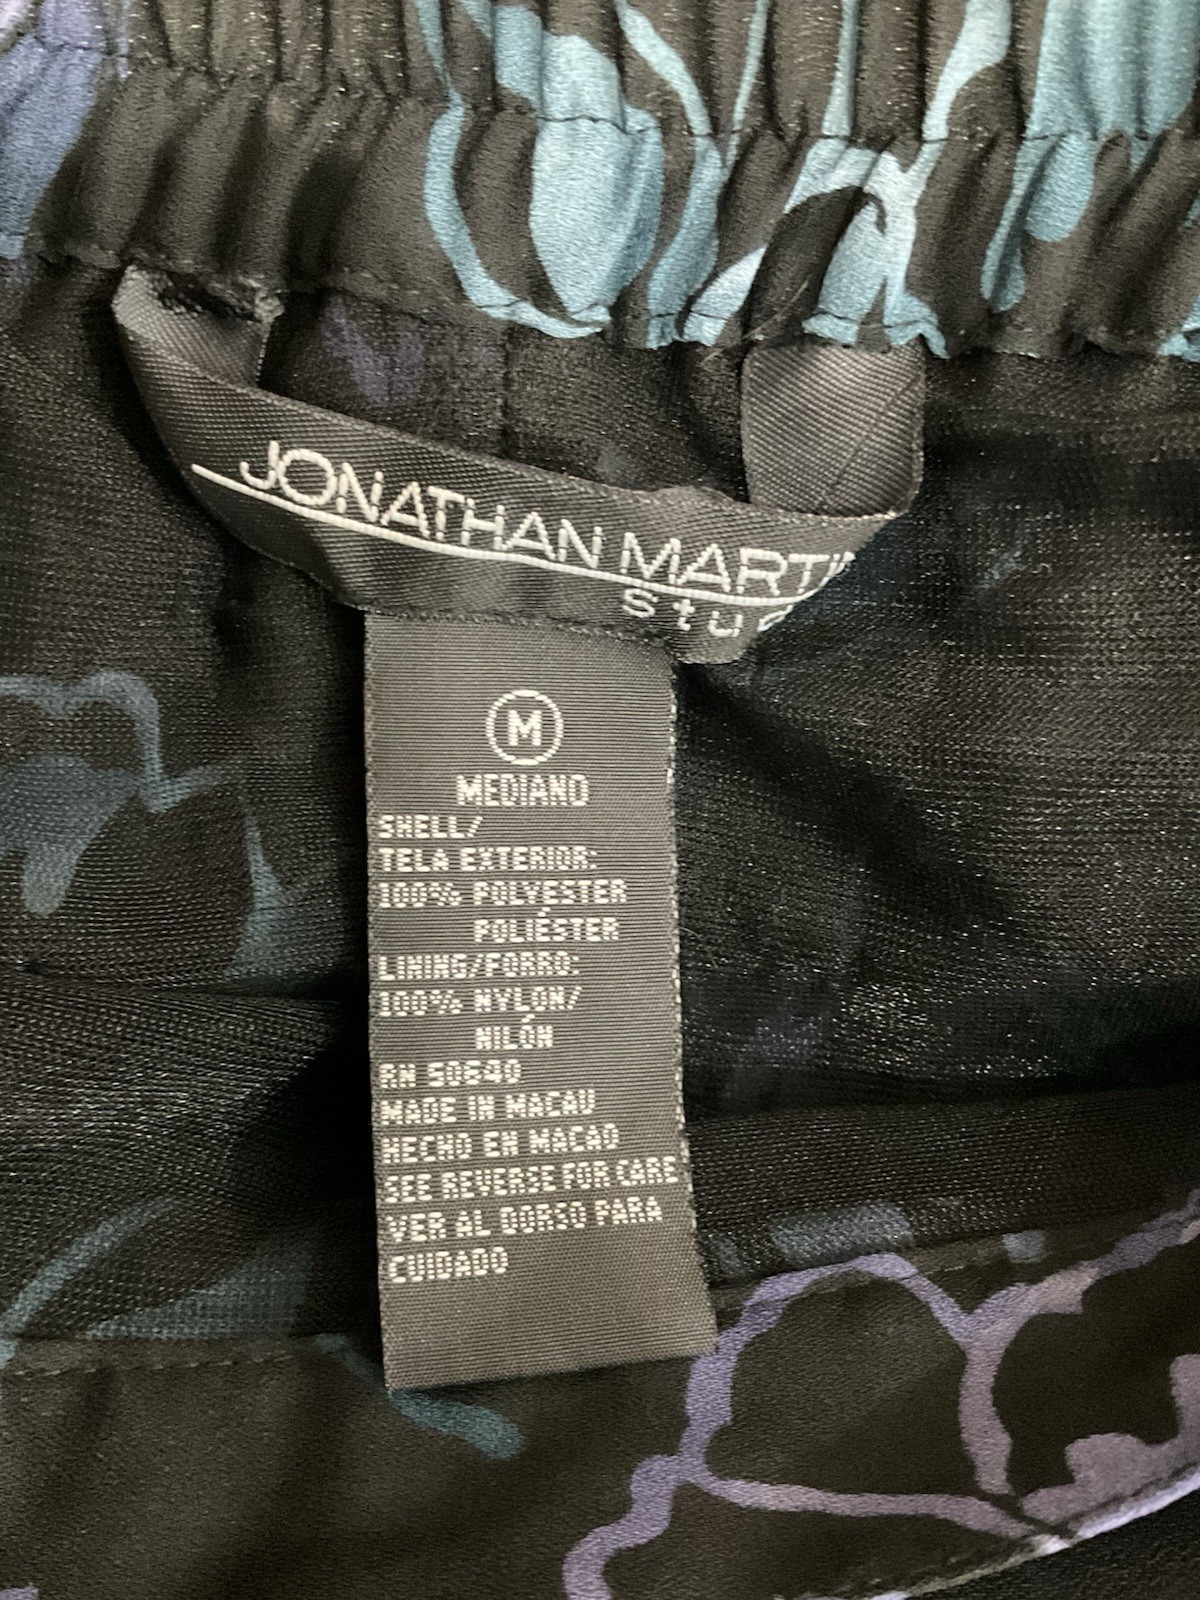 JONATHAN MARTIN
stu
M
MEDIANO
SHELL/
TELA EXTERIOR:
100% POLYESTER
POLIÉSTER
LINING/FORRO:
100% NYLON/
NILÓN
RN 50640
MADE IN MACAU
HECHO EN MACAO
SEE REVERSE FOR CARE
VER AL DORSO PARA
CUIDADO